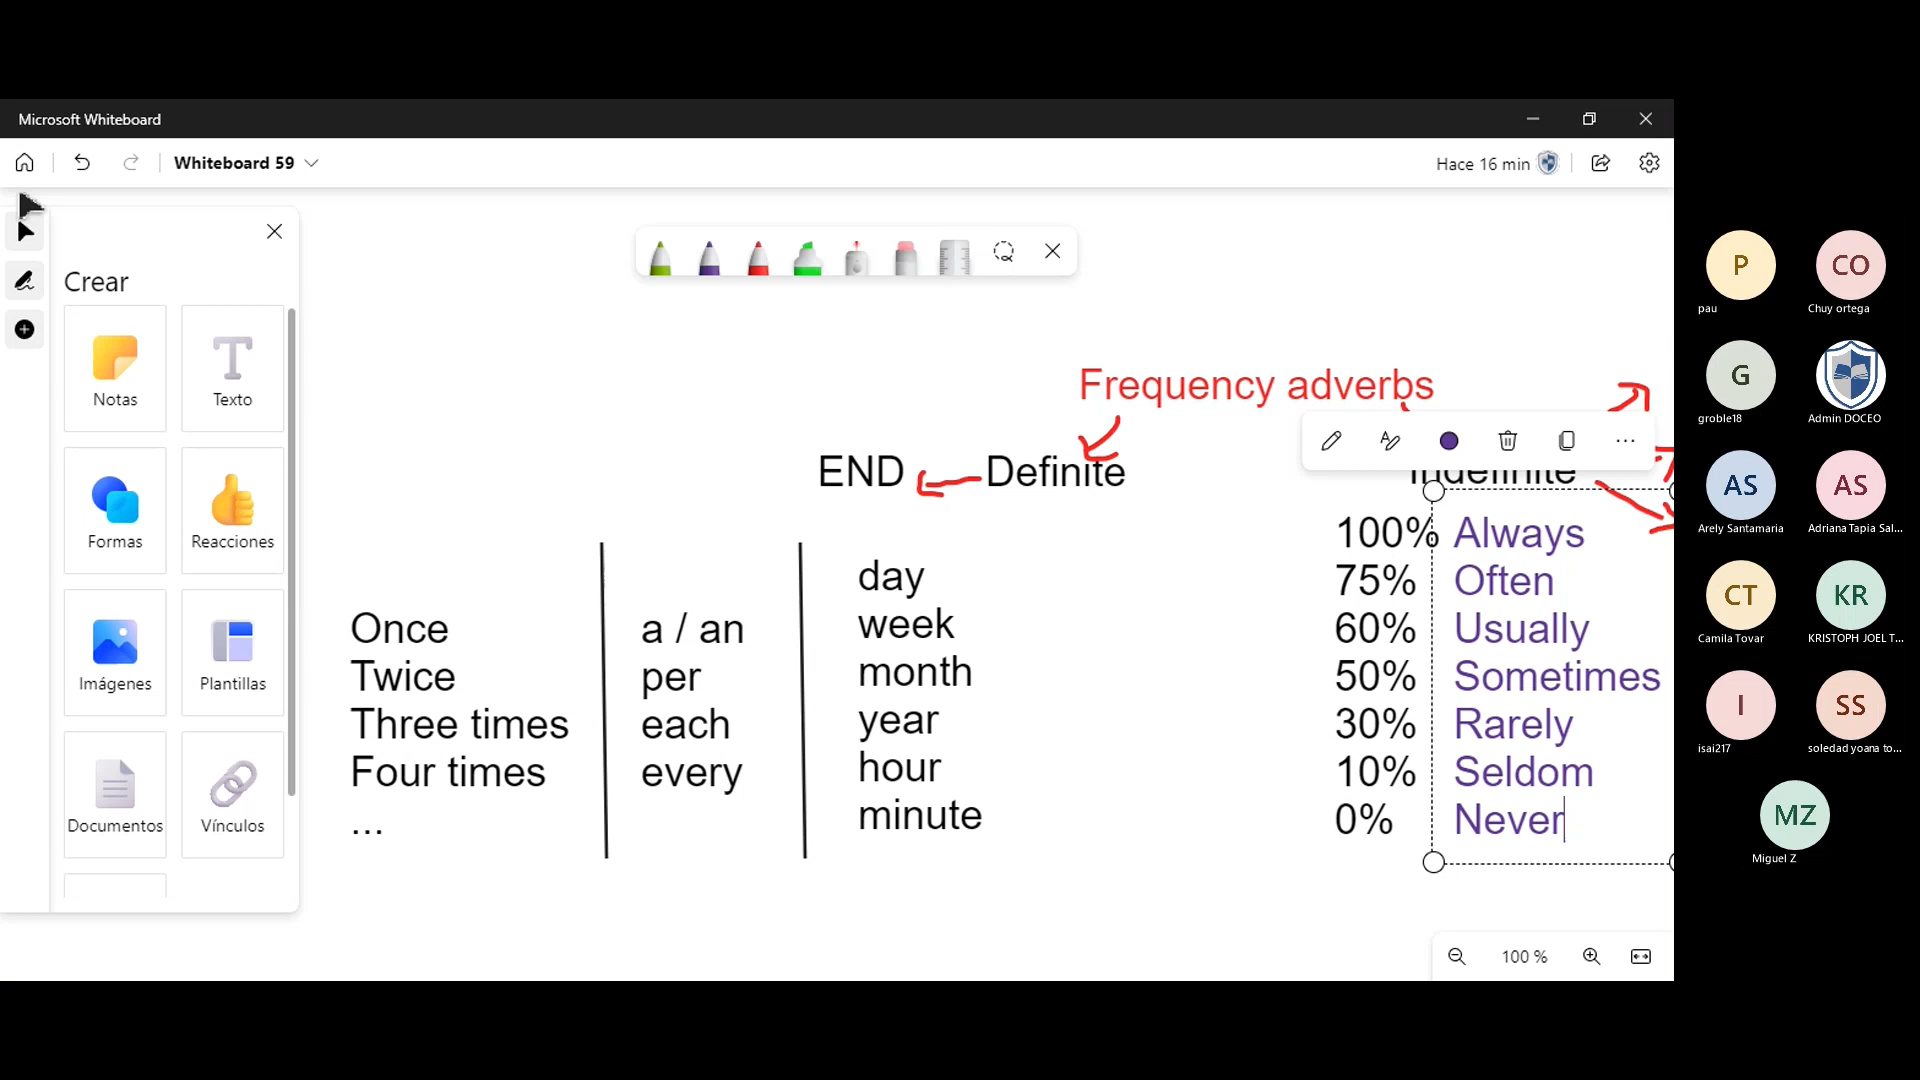 Microsoft Whiteboard
Whiteboard 59
Hace 16 min
Crear
Notas
Texto
Formas
Reacciones
Imágenes
Plantillas
Documentos
Vínculos
Frequency adverbs
END
Definite
Indefinite
Once
Twice
Three times
Four times
...
a / an
per
each
every
day
week
month
year
hour
minute
100% Always
75% Often
60% Usually
50% Sometimes
30% Rarely
10% Seldom
0% Never
100 %
P
pau
CO
Chuy ortega
G
groble18
Admin DOCEO
AS
Arely Santamaria
AS
Adriana Tapia Sal...
CT
Camila Tovar
KR
KRISTOPH JOEL T...
I
isai217
SS
soledad yoana to...
MZ
Miguel Z